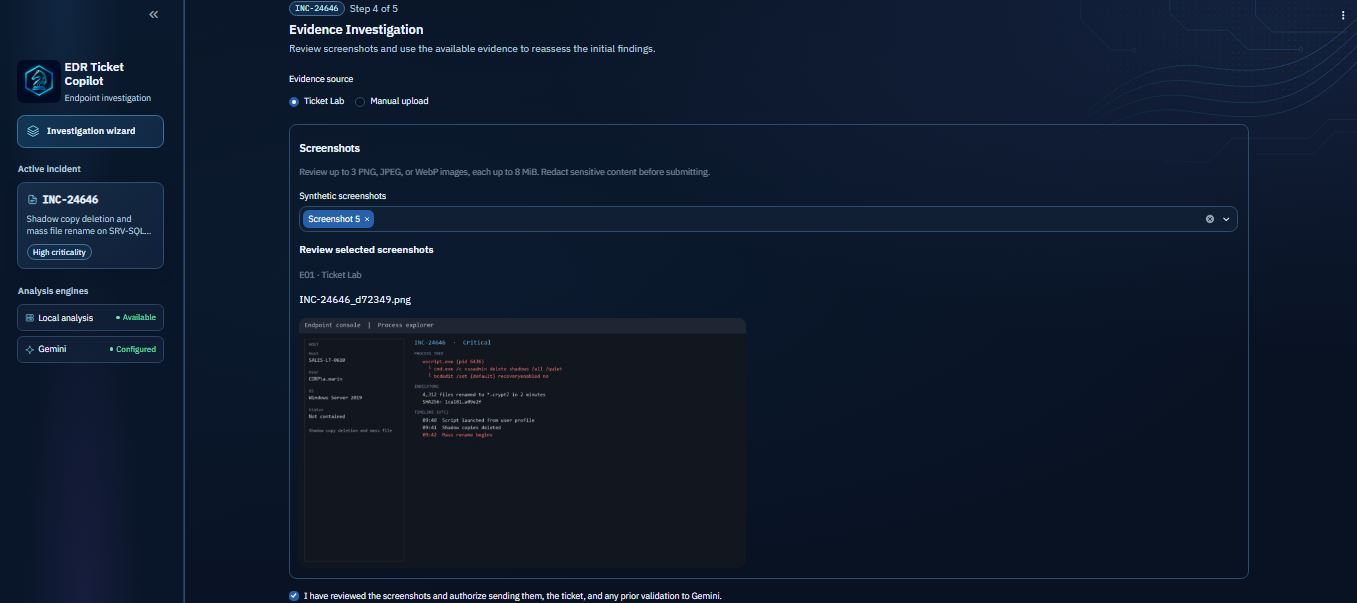 INC-24646 Step 4 of 5
Evidence Investigation
Review screenshots and use the available evidence to reassess the initial findings.
EDR Ticket
Copilot
Endpoint investigation
Investigation wizard
Active incident
INC-24646
Shadow copy deletion and
mass file rename on SRV-SQL...
High criticality
Analysis engines
Local analysis Available
Gemini Configured
Evidence source
Ticket Lab Manual upload
Screenshots
Review up to 3 PNG, JPEG, or WebP images, each up to 8 MiB. Redact sensitive content before submitting.
Synthetic screenshots
Screenshot 5 ×
Review selected screenshots
E01 · Ticket Lab
INC-24646_d72349.png
Endpoint console | Process explorer
HOST
Host
SALES-LT-0610
User
CORP\a.marin
OS
Windows Server 2019
Status
Not contained
Shadow copy deletion and mass file
INC-24646 · Critical
PROCESS TREE
wscript.exe (pid 6436)
cmd.exe /c vssadmin delete shadows /all /quiet
bcdedit /set {default} recoveryenabled no
INDICATORS
4,312 files renamed to *.crypt7 in 2 minutes
SHA256:
TIMELINE (UTC)
09:40 Script launched from user profile
09:41 Shadow copies deleted
09:42 Mass rename begins
I have reviewed the screenshots and authorize sending them, the ticket, and any prior validation to Gemini.